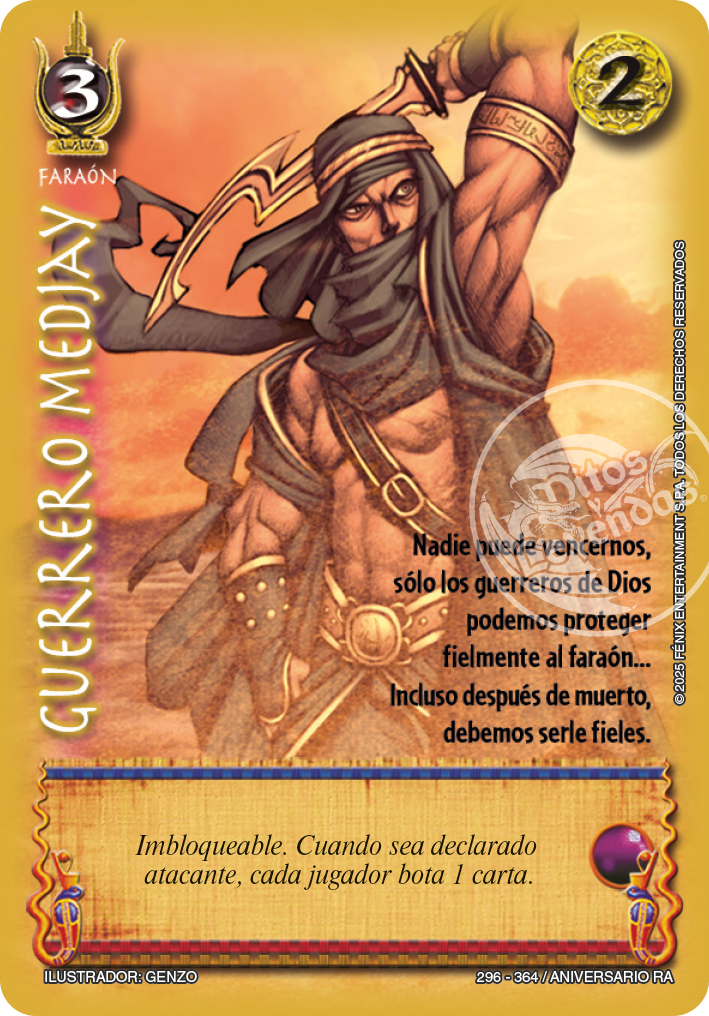 3
2
FARAÓN
GUERRERO MEDJAY
Nadie puede vencernos,
sólo los guerreros de Dios
podemos proteger
fielmente al faraón...
Incluso después de muerto,
debemos serle fieles.
Mitos
y
Leyendas
®
© 2025 FÉNIX ENTERTAINMENT S.P.A. TODOS LOS DERECHOS RESERVADOS
Imbloqueable. Cuando sea declarado
atacante, cada jugador bota 1 carta.
ILUSTRADOR: GENZO
296 - 364 / ANIVERSARIO RA